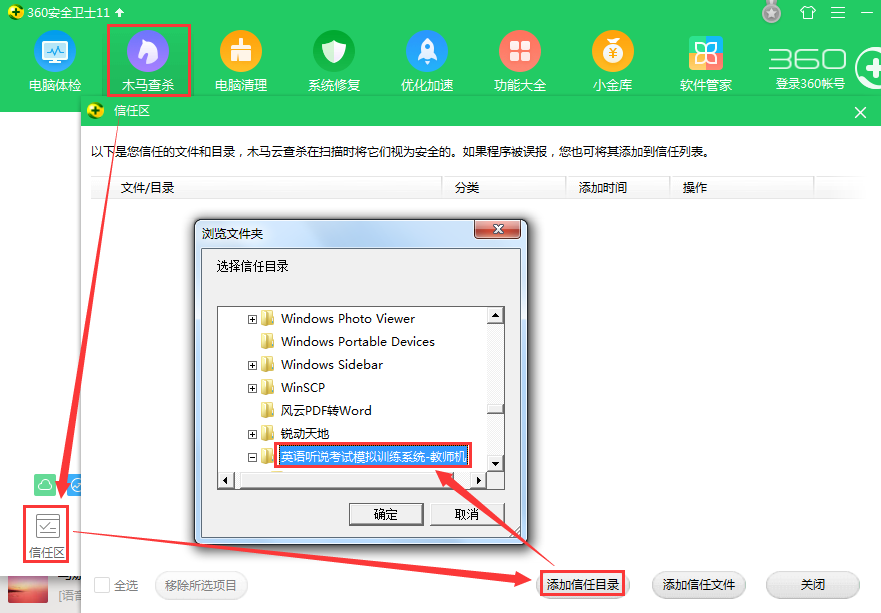 360安全卫士11
电脑体检
木马查杀
电脑清理
系统修复
优化加速
功能大全
小金库
软件管家
360
登录360帐号
信任区
以下是您信任的文件和目录，木马云查杀在扫描时将它们视为安全的。如果程序被误报，您也可将其添加到信任列表。
文件/目录
分类
添加时间
操作
浏览文件夹
选择信任目录
Windows Photo Viewer
Windows Portable Devices
Windows Sidebar
WinSCP
风云PDF转Word
锐动天地
英语听说考试模拟训练系统-教师机
确定
取消
信任区
[语音
全选
移除所选项目
添加信任目录
添加信任文件
关闭